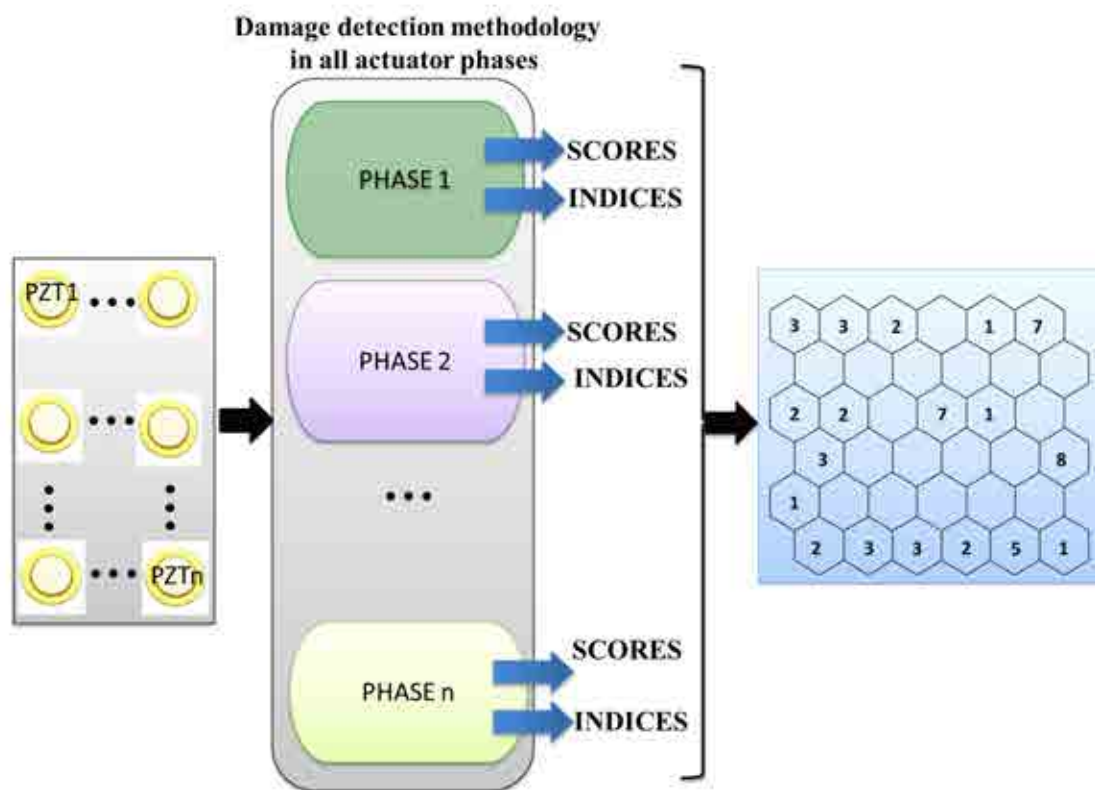 Damage detection methodology
in all actuator phases
PZT1
PZTn
PHASE 1
SCORES
INDICES
PHASE 2
SCORES
INDICES
PHASE n
SCORES
INDICES
3 3 2 1 7
2 2 7 1
3 8
1
2 3 3 2 5 1